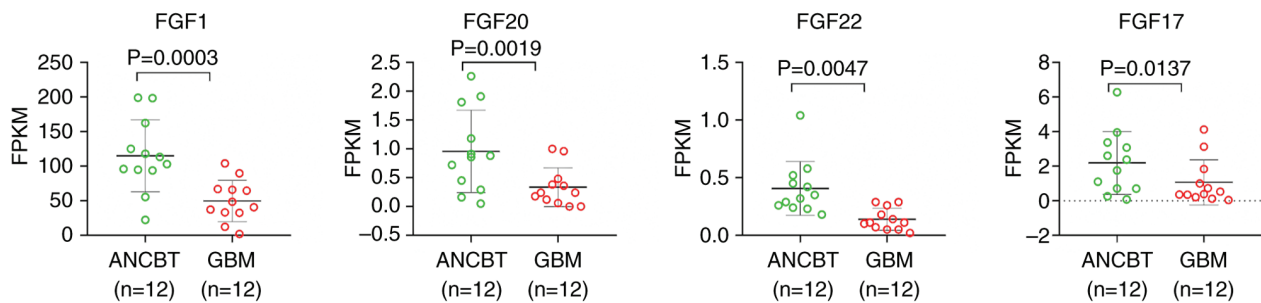 FGF1
P=0.0003
FPKM
250
200
150
100
50
0
ANCBT
(n=12)
GBM
(n=12)
FGF20
P=0.0019
FPKM
2.5
2.0
1.5
1.0
0.5
0.0
−0.5
ANCBT
(n=12)
GBM
(n=12)
FGF22
P=0.0047
FPKM
1.5
1.0
0.5
0.0
ANCBT
(n=12)
GBM
(n=12)
FGF17
P=0.0137
FPKM
8
6
4
2
0
−2
ANCBT
(n=12)
GBM
(n=12)